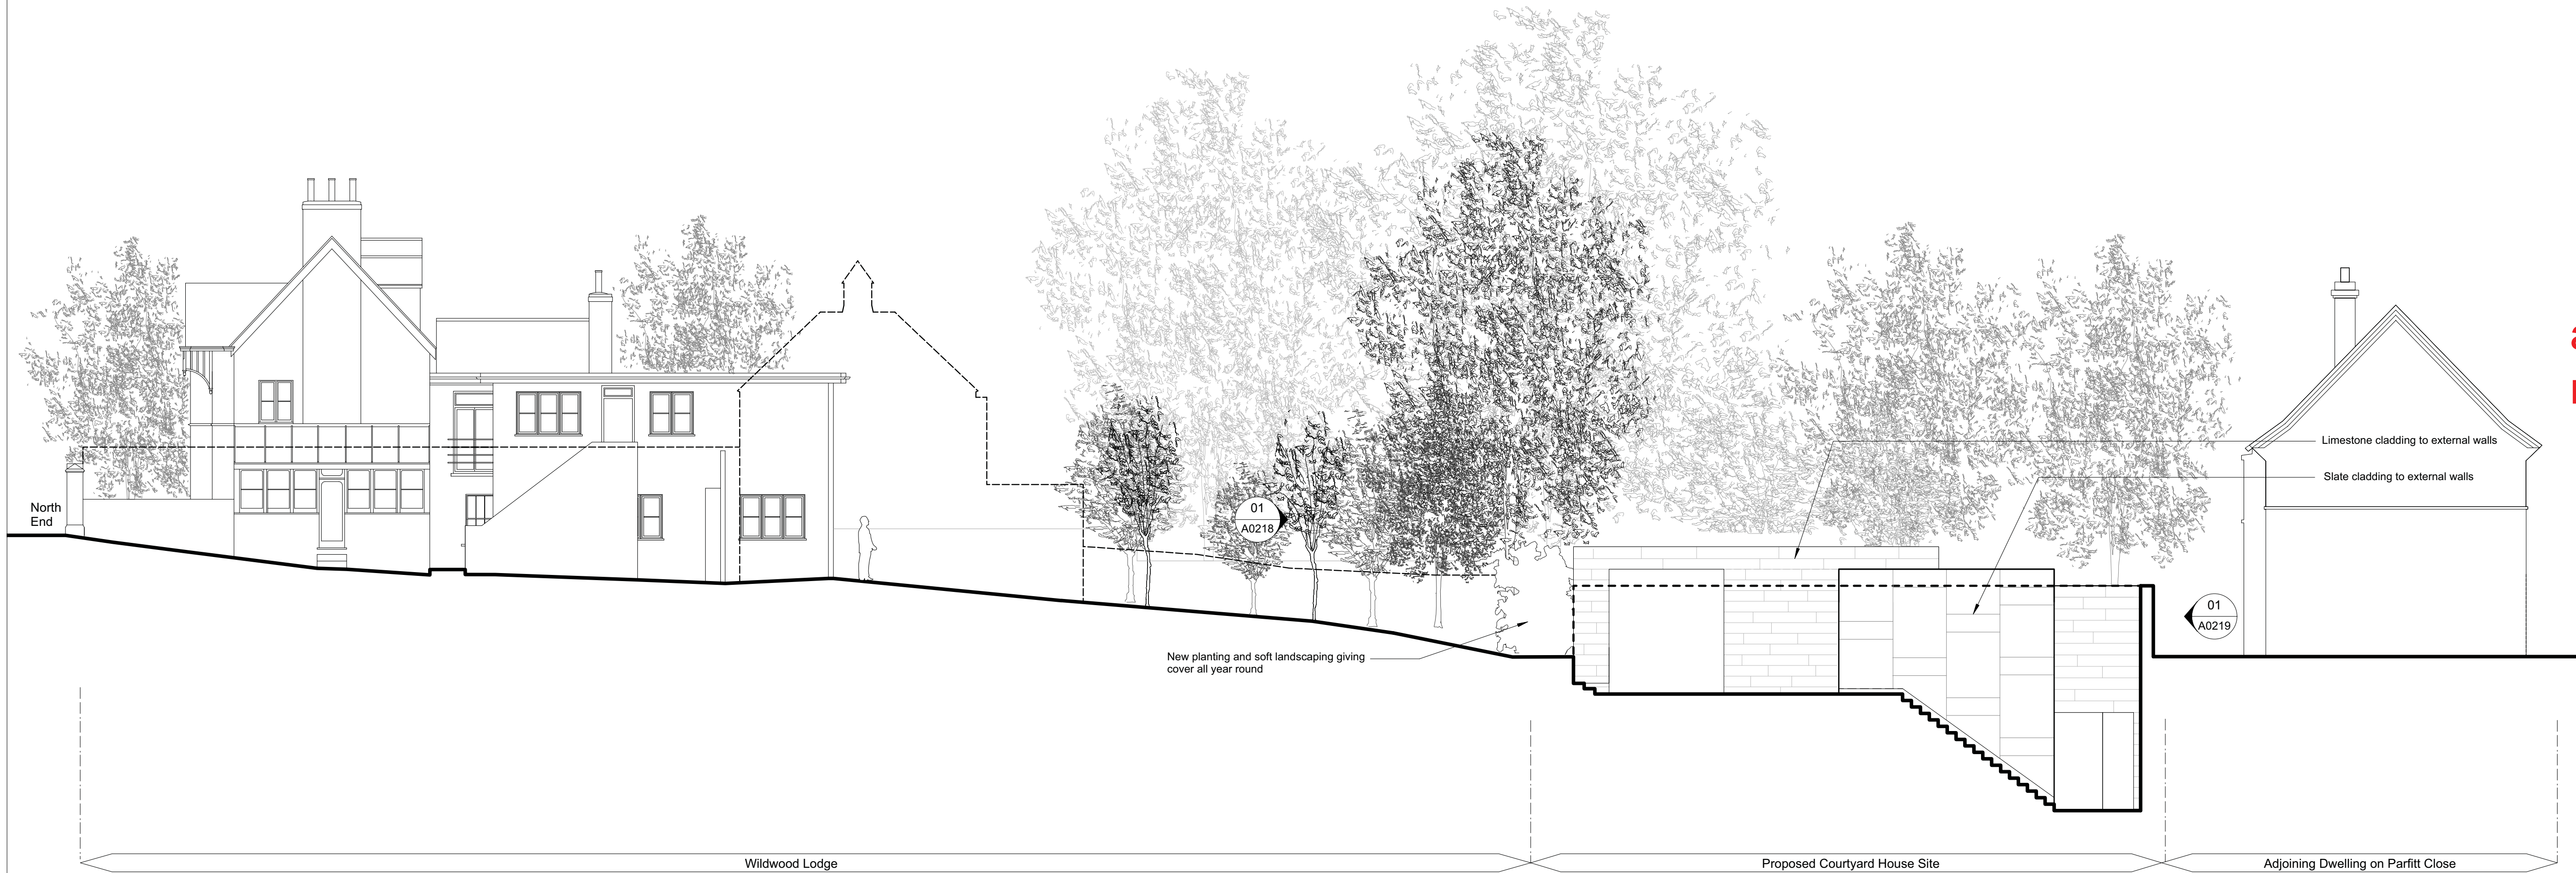 Limestone cladding to external walls
Slate cladding to external walls
North
End
01
A0218
01
A0219
New planting and soft landscaping giving
cover all year round
Wildwood Lodge
Proposed Courtyard House Site
Adjoining Dwelling on Parfitt Close